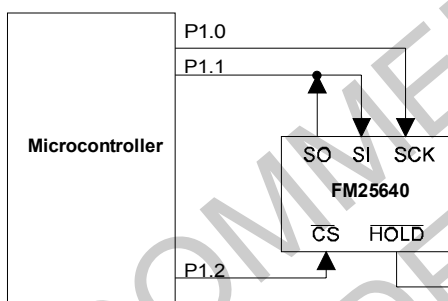 P1.0
P1.1
Microcontroller
SO SI SCK
FM25640
CS HOLD
P1.2